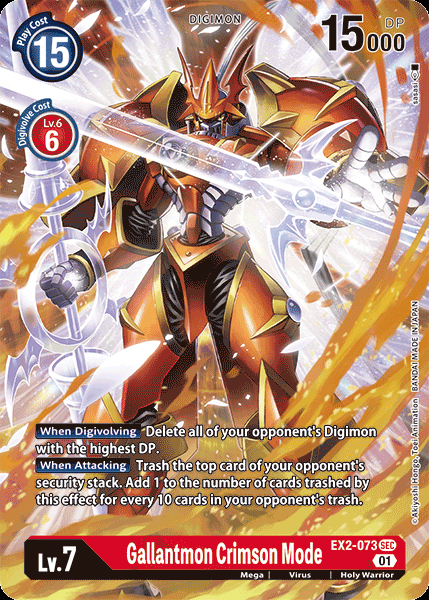 DIGIMON
Play Cost
15
DP
15000
Digivolve Cost
Lv.6
6
sasasi
©Akiyoshi Hongo, Toei Animation BANDAI MADE IN JAPAN
When Digivolving Delete all of your opponent's Digimon
with the highest DP.
When Attacking Trash the top card of your opponent's
security stack. Add 1 to the number of cards trashed by
this effect for every 10 cards in your opponent's trash.
Lv.7
Gallantmon Crimson Mode
EX2-073 SEC
01
Mega | Virus | Holy Warrior